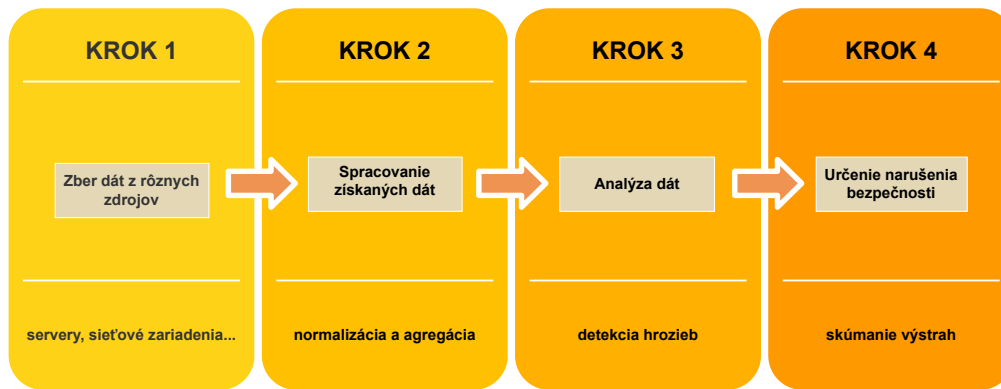 KROK 1
Zber dát z rôznych
zdrojov
servery, sieťové zariadenia...
KROK 2
Spracovanie
získaných dát
normalizácia a agregácia
KROK 3
Analýza dát
detekcia hrozieb
KROK 4
Určenie narušenia
bezpečnosti
skúmanie výstrah